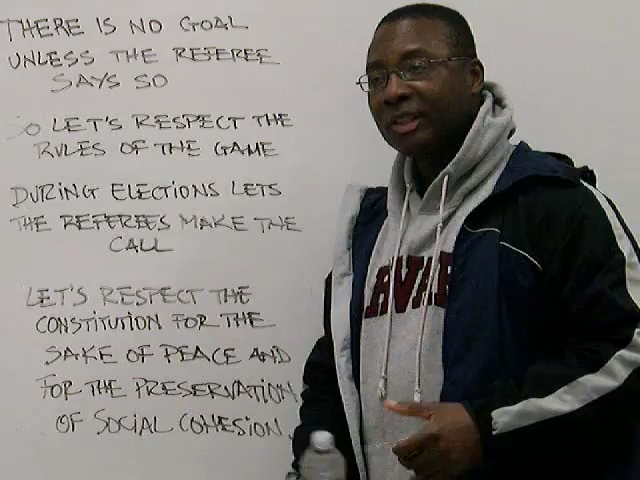 THERE IS NO GOAL
UNLESS THE REFEREE
SAYS SO
SO LET'S RESPECT THE
RULES OF THE GAME
DURING ELECTIONS LETS
THE REFEREES MAKE THE
CALL
LET'S RESPECT THE
CONSTITUTION FOR THE
SAKE OF PEACE AND
FOR THE PRESERVATION
OF SOCIAL COHESION.
ARVAR